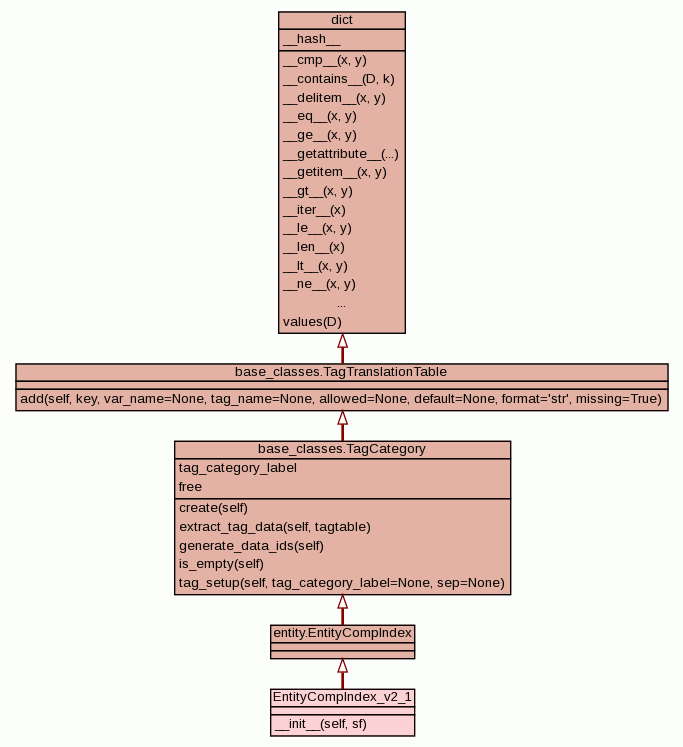 dict
__hash__
__cmp__(x, y)
__contains__(D, k)
__delitem__(x, y)
__eq__(x, y)
__ge__(x, y)
__getattribute__(...)
__getitem__(x, y)
__gt__(x, y)
__iter__(x)
__le__(x, y)
__len__(x)
__lt__(x, y)
__ne__(x, y)
...
values(D)
base_classes.TagTranslationTable
add(self, key, var_name=None, tag_name=None, allowed=None, default=None, format='str', missing=True)
base_classes.TagCategory
tag_category_label
free
create(self)
extract_tag_data(self, tagtable)
generate_data_ids(self)
is_empty(self)
tag_setup(self, tag_category_label=None, sep=None)
entity.EntityCompIndex
EntityCompIndex_v2_1
__init__(self, sf)